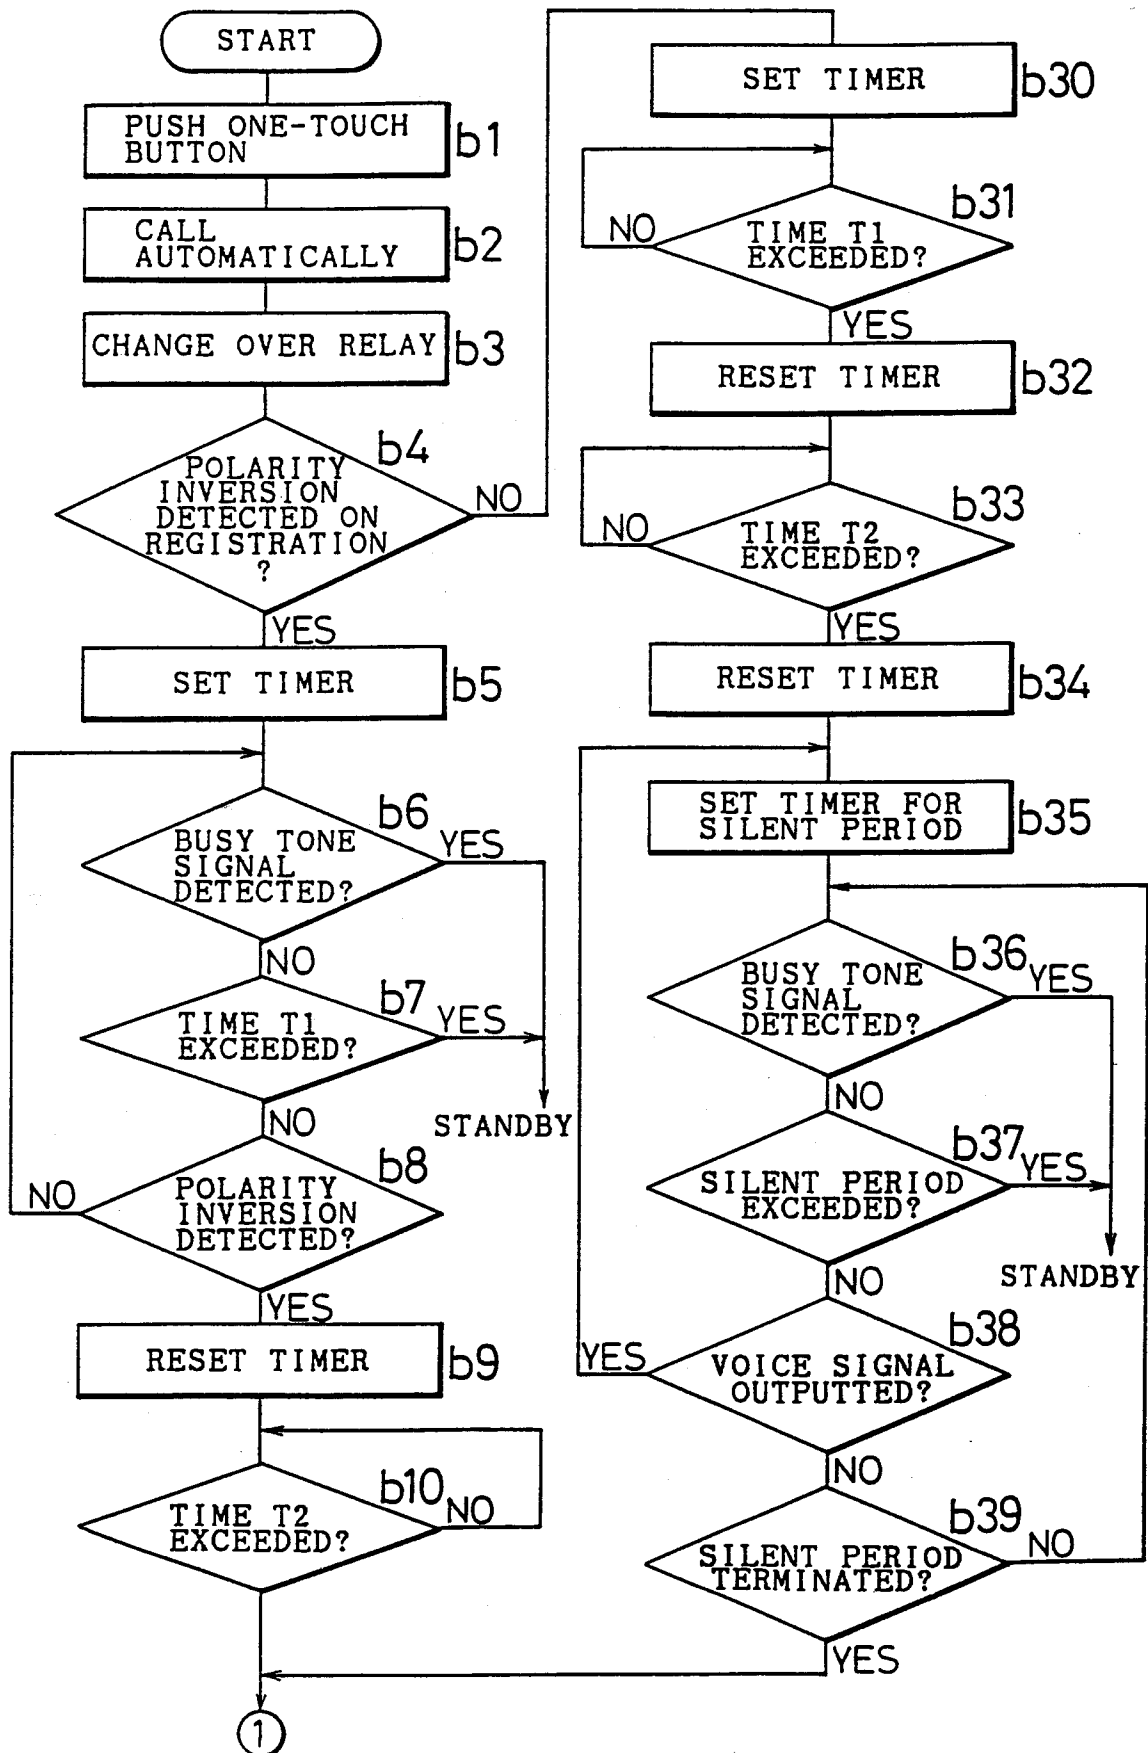 START
PUSH ONE-TOUCH
BUTTON
b1
CALL
AUTOMATICALLY
b2
CHANGE OVER RELAY
b3
b4
POLARITY
INVERSION
DETECTED ON
REGISTRATION
?
NO
YES
SET TIMER
b5
b6
BUSY TONE
SIGNAL
DETECTED?
YES
NO
b7
TIME T1
EXCEEDED?
YES
NO
STANDBY
b8
POLARITY
INVERSION
DETECTED?
NO
YES
RESET TIMER
b9
b10
TIME T2
EXCEEDED?
NO
1
SET TIMER
b30
b31
TIME T1
EXCEEDED?
NO
YES
RESET TIMER
b32
b33
TIME T2
EXCEEDED?
NO
YES
RESET TIMER
b34
SET TIMER FOR
SILENT PERIOD
b35
b36
BUSY TONE
SIGNAL
DETECTED?
YES
NO
b37
SILENT PERIOD
EXCEEDED?
YES
NO
STANDBY
b38
VOICE SIGNAL
OUTPUTTED?
YES
NO
b39
SILENT PERIOD
TERMINATED?
NO
YES